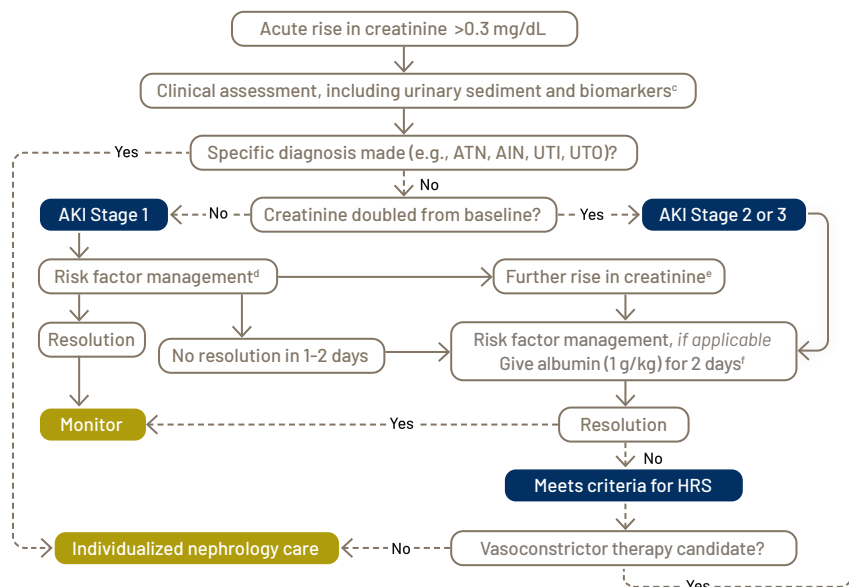 Acute rise in creatinine >0.3 mg/dL
Clinical assessment, including urinary sediment and biomarkersᶜ
Yes
Specific diagnosis made (e.g., ATN, AIN, UTI, UTO)?
No
AKI Stage 1
No
Creatinine doubled from baseline?
Yes
AKI Stage 2 or 3
Risk factor managementᵈ
Further rise in creatinineᵉ
Resolution
No resolution in 1-2 days
Risk factor management, if applicable
Give albumin (1 g/kg) for 2 daysᶠ
Monitor
Yes
Resolution
No
Meets criteria for HRS
Individualized nephrology care
No
Vasoconstrictor therapy candidate?
Yes